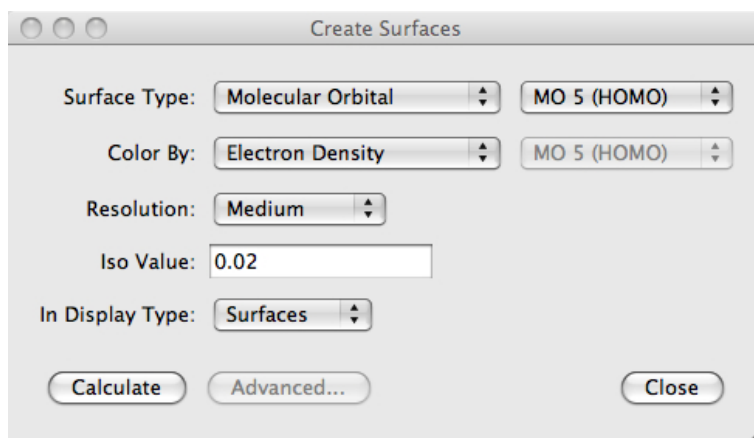 Create Surfaces
Surface Type: Molecular Orbital MO 5 (HOMO)
Color By: Electron Density MO 5 (HOMO)
Resolution: Medium
Iso Value: 0.02
In Display Type: Surfaces
Calculate Advanced... Close